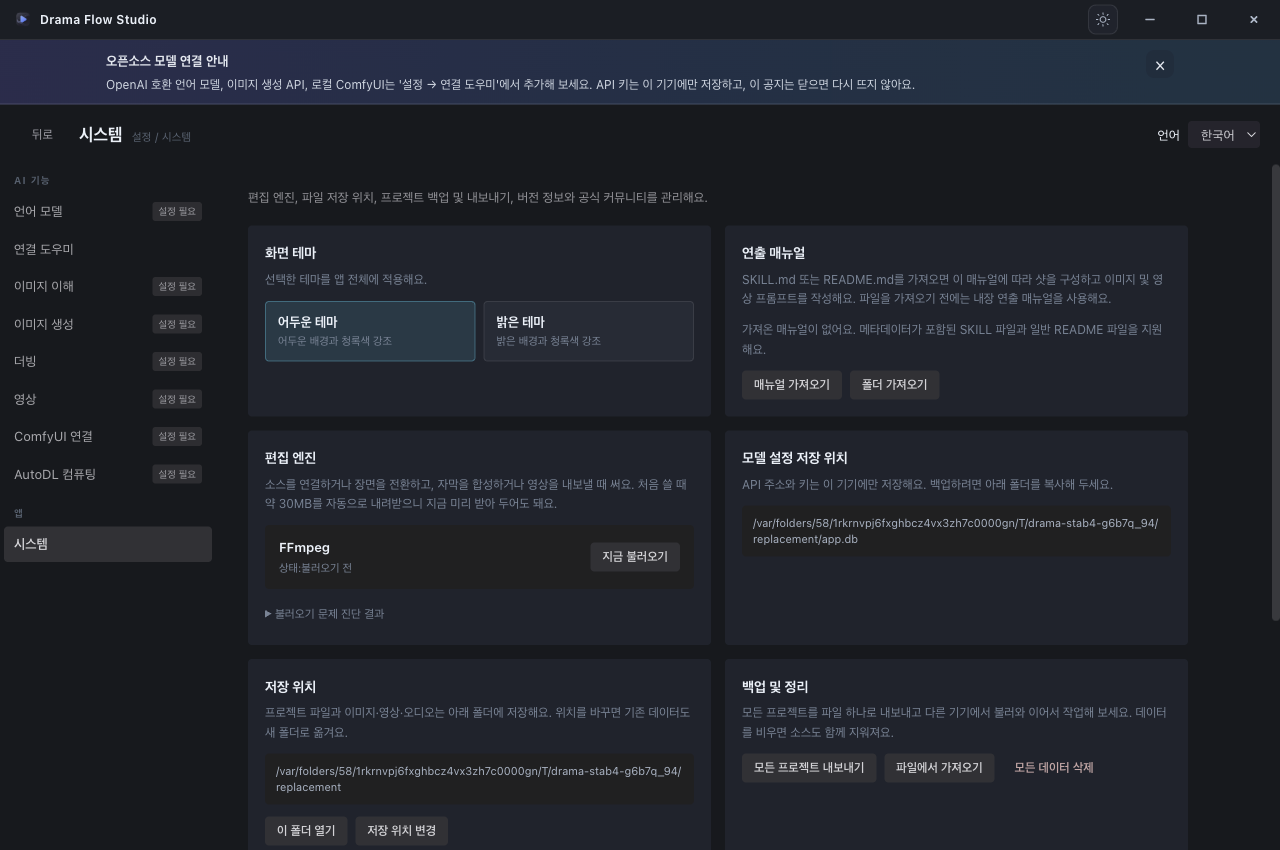 Drama Flow Studio
오픈소스 모델 연결 안내
OpenAI 호환 언어 모델, 이미지 생성 API, 로컬 ComfyUI는 '설정 → 연결 도우미'에서 추가해 보세요. API 키는 이 기기에만 저장하고, 이 공지는 닫으면 다시 뜨지 않아요.
뒤로
시스템
설정 / 시스템
언어
한국어
AI 기능
언어 모델
설정 필요
연결 도우미
이미지 이해
설정 필요
이미지 생성
설정 필요
더빙
설정 필요
영상
설정 필요
ComfyUI 연결
설정 필요
AutoDL 컴퓨팅
설정 필요
앱
시스템
편집 엔진, 파일 저장 위치, 프로젝트 백업 및 내보내기, 버전 정보와 공식 커뮤니티를 관리해요.
화면 테마
선택한 테마를 앱 전체에 적용해요.
어두운 테마
어두운 배경과 청록색 강조
밝은 테마
밝은 배경과 청록색 강조
연출 매뉴얼
SKILL.md 또는 README.md를 가져오면 이 매뉴얼에 따라 샷을 구성하고 이미지 및 영
상 프롬프트를 작성해요. 파일을 가져오기 전에는 내장 연출 매뉴얼을 사용해요.
가져온 매뉴얼이 없어요. 메타데이터가 포함된 SKILL 파일과 일반 README 파일을 지원
해요.
매뉴얼 가져오기
폴더 가져오기
편집 엔진
소스를 연결하거나 장면을 전환하고, 자막을 합성하거나 영상을 내보낼 때 써요. 처음 쓸 때
약 30MB를 자동으로 내려받으니 지금 미리 받아 두어도 돼요.
FFmpeg
상태:불러오기 전
지금 불러오기
▶ 불러오기 문제 진단 결과
모델 설정 저장 위치
API 주소와 키는 이 기기에만 저장해요. 백업하려면 아래 폴더를 복사해 두세요.
/var/folders/58/1rkrnvpj6fxghbcz4vx3zh7c0000gn/T/drama-stab4-g6b7q_94/
replacement/app.db
저장 위치
프로젝트 파일과 이미지·영상·오디오는 아래 폴더에 저장해요. 위치를 바꾸면 기존 데이터도
새 폴더로 옮겨요.
/var/folders/58/1rkrnvpj6fxghbcz4vx3zh7c0000gn/T/drama-stab4-g6b7q_94/
replacement
이 폴더 열기
저장 위치 변경
백업 및 정리
모든 프로젝트를 파일 하나로 내보내고 다른 기기에서 불러와 이어서 작업해 보세요. 데이터
를 비우면 소스도 함께 지워져요.
모든 프로젝트 내보내기
파일에서 가져오기
모든 데이터 삭제